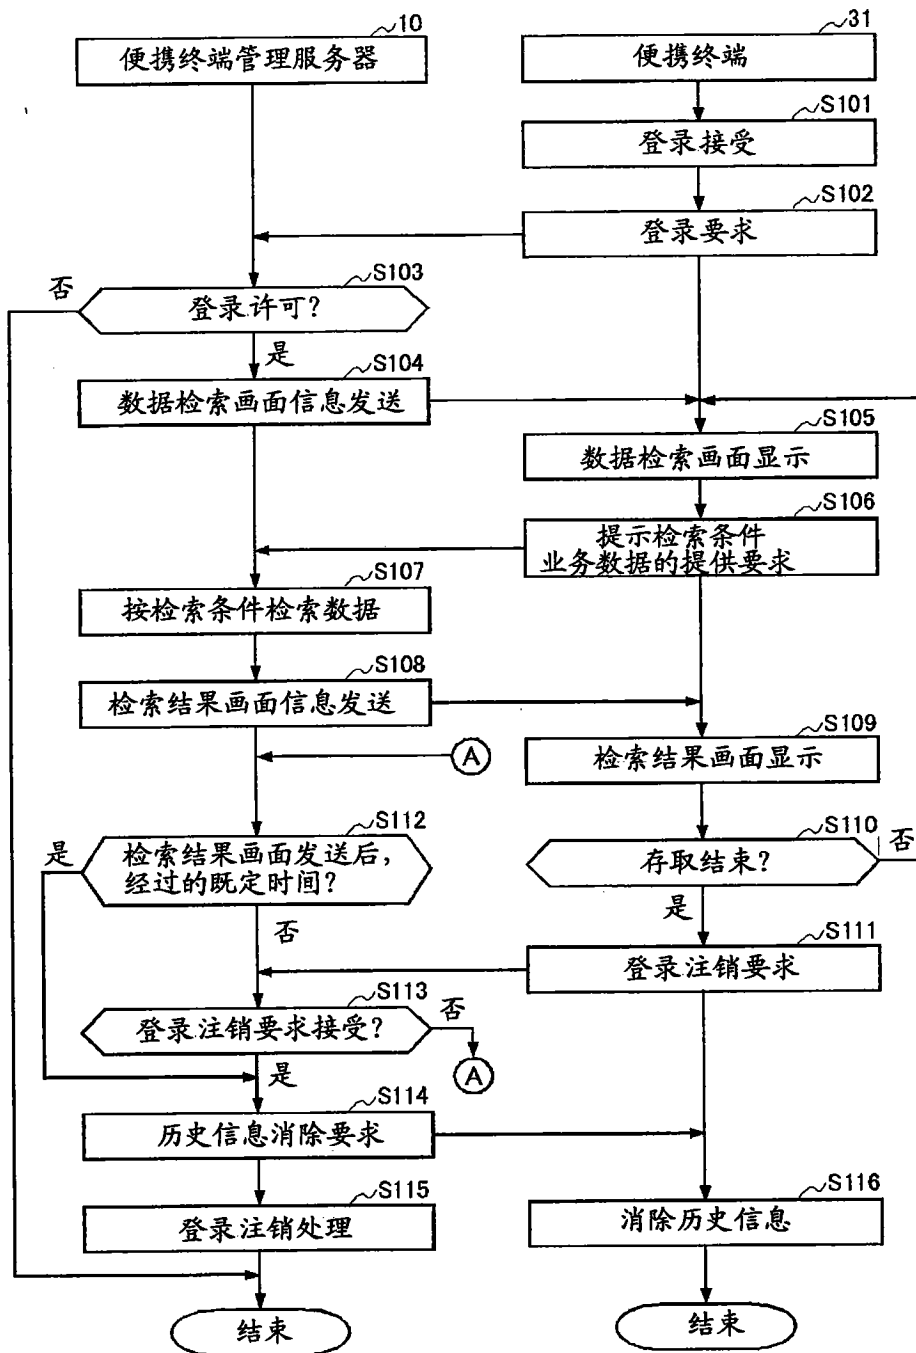 10
便携终端管理服务器
31
便携终端
S101
登录接受
S102
登录要求
S103
登录许可?
否
是
S104
数据检索画面信息发送
S105
数据检索画面显示
S106
提示检索条件
业务数据的提供要求
S107
按检索条件检索数据
S108
检索结果画面信息发送
S109
检索结果画面显示
A
S112
检索结果画面发送后,
经过的既定时间?
是
否
S110
存取结束?
否
是
S111
登录注销要求
S113
登录注销要求接受?
否
A
是
S114
历史信息消除要求
S115
登录注销处理
S116
消除历史信息
结束
结束